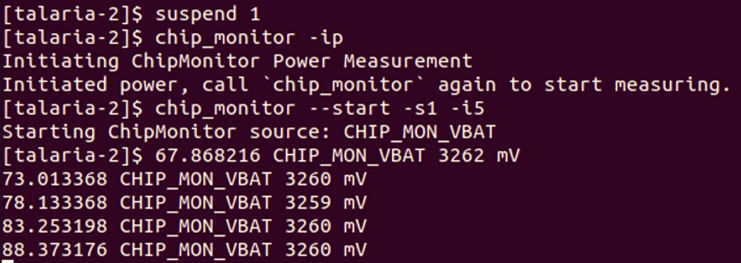 [talaria-2]$ suspend 1
[talaria-2]$ chip_monitor -ip
Initiating ChipMonitor Power Measurement
Initiated power, call `chip_monitor` again to start measuring.
[talaria-2]$ chip_monitor --start -s1 -i5
Starting ChipMonitor source: CHIP_MON_VBAT
[talaria-2]$ 67.868216 CHIP_MON_VBAT 3262 mV
73.013368 CHIP_MON_VBAT 3260 mV
78.133368 CHIP_MON_VBAT 3259 mV
83.253198 CHIP_MON_VBAT 3260 mV
88.373176 CHIP_MON_VBAT 3260 mV